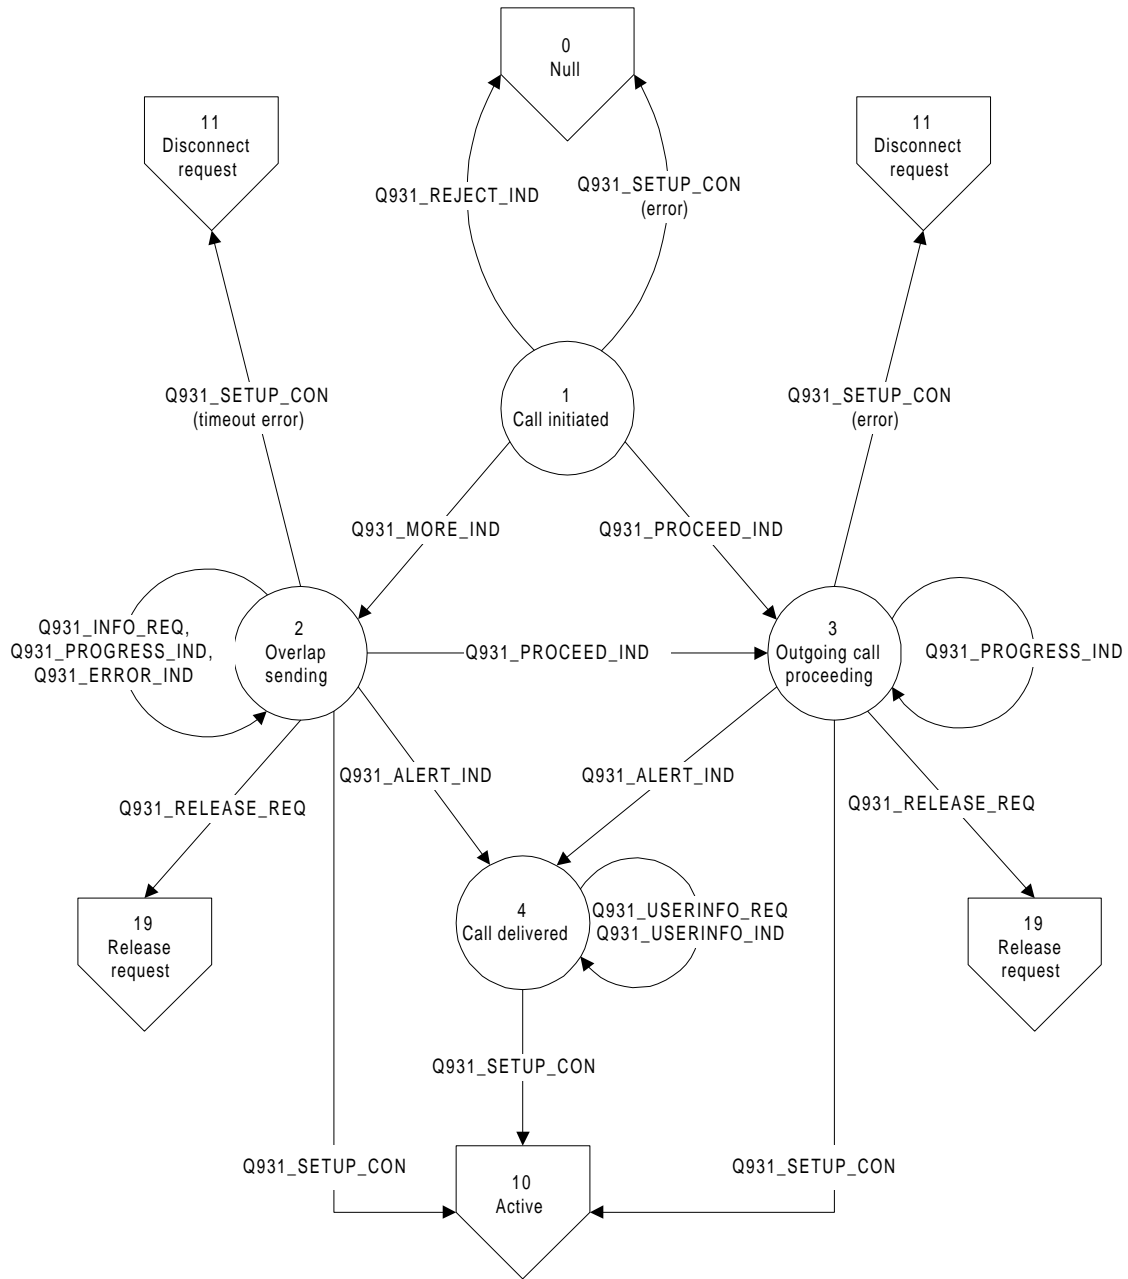 0
Null
11
Disconnect
request
11
Disconnect
request
Q931_REJECT_IND
Q931_SETUP_CON
(error)
1
Call initiated
Q931_SETUP_CON
(timeout error)
Q931_SETUP_CON
(error)
Q931_MORE_IND
Q931_PROCEED_IND
Q931_INFO_REQ,
Q931_PROGRESS_IND,
Q931_ERROR_IND
2
Overlap
sending
Q931_PROCEED_IND
3
Outgoing call
proceeding
Q931_PROGRESS_IND
Q931_ALERT_IND
Q931_ALERT_IND
Q931_RELEASE_REQ
Q931_RELEASE_REQ
19
Release
request
4
Call delivered
Q931_USERINFO_REQ
Q931_USERINFO_IND
19
Release
request
Q931_SETUP_CON
Q931_SETUP_CON
10
Active
Q931_SETUP_CON